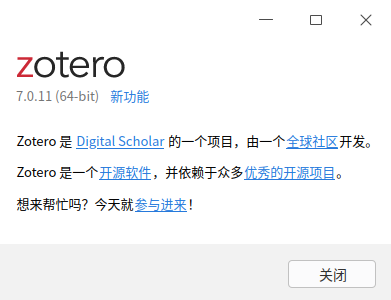 zotero
7.0.11 (64-bit) 新功能
Zotero 是 Digital Scholar 的一个项目，由一个全球社区开发。
Zotero 是一个开源软件，并依赖于众多优秀的开源项目。
想来帮忙吗？今天就参与进来！
关闭